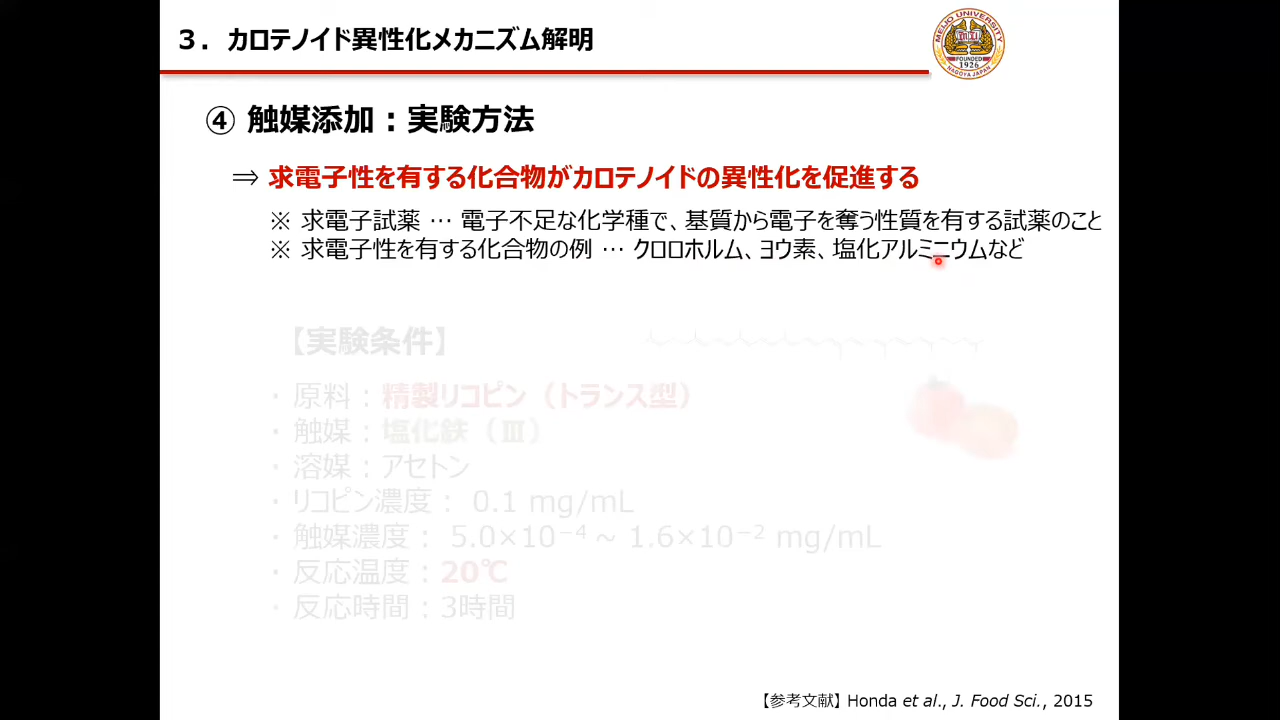 ３．カロテノイド異性化メカニズム解明
MEIJO UNIVERSITY
FOUNDED
1926
NAGOYA JAPAN
④ 触媒添加：実験方法
⇒ 求電子性を有する化合物がカロテノイドの異性化を促進する
※ 求電子試薬 … 電子不足な化学種で、基質から電子を奪う性質を有する試薬のこと
※ 求電子性を有する化合物の例 … クロロホルム、ヨウ素、塩化アルミニウムなど
【実験条件】
・原料：精製リコピン（トランス型）
・触媒：塩化鉄（Ⅲ）
・溶媒：アセトン
・リコピン濃度： 0.1 mg/mL
・触媒濃度： 5.0×10⁻⁴ ~ 1.6×10⁻² mg/mL
・反応温度：20℃
・反応時間：3時間
【参考文献】Honda et al., J. Food Sci., 2015